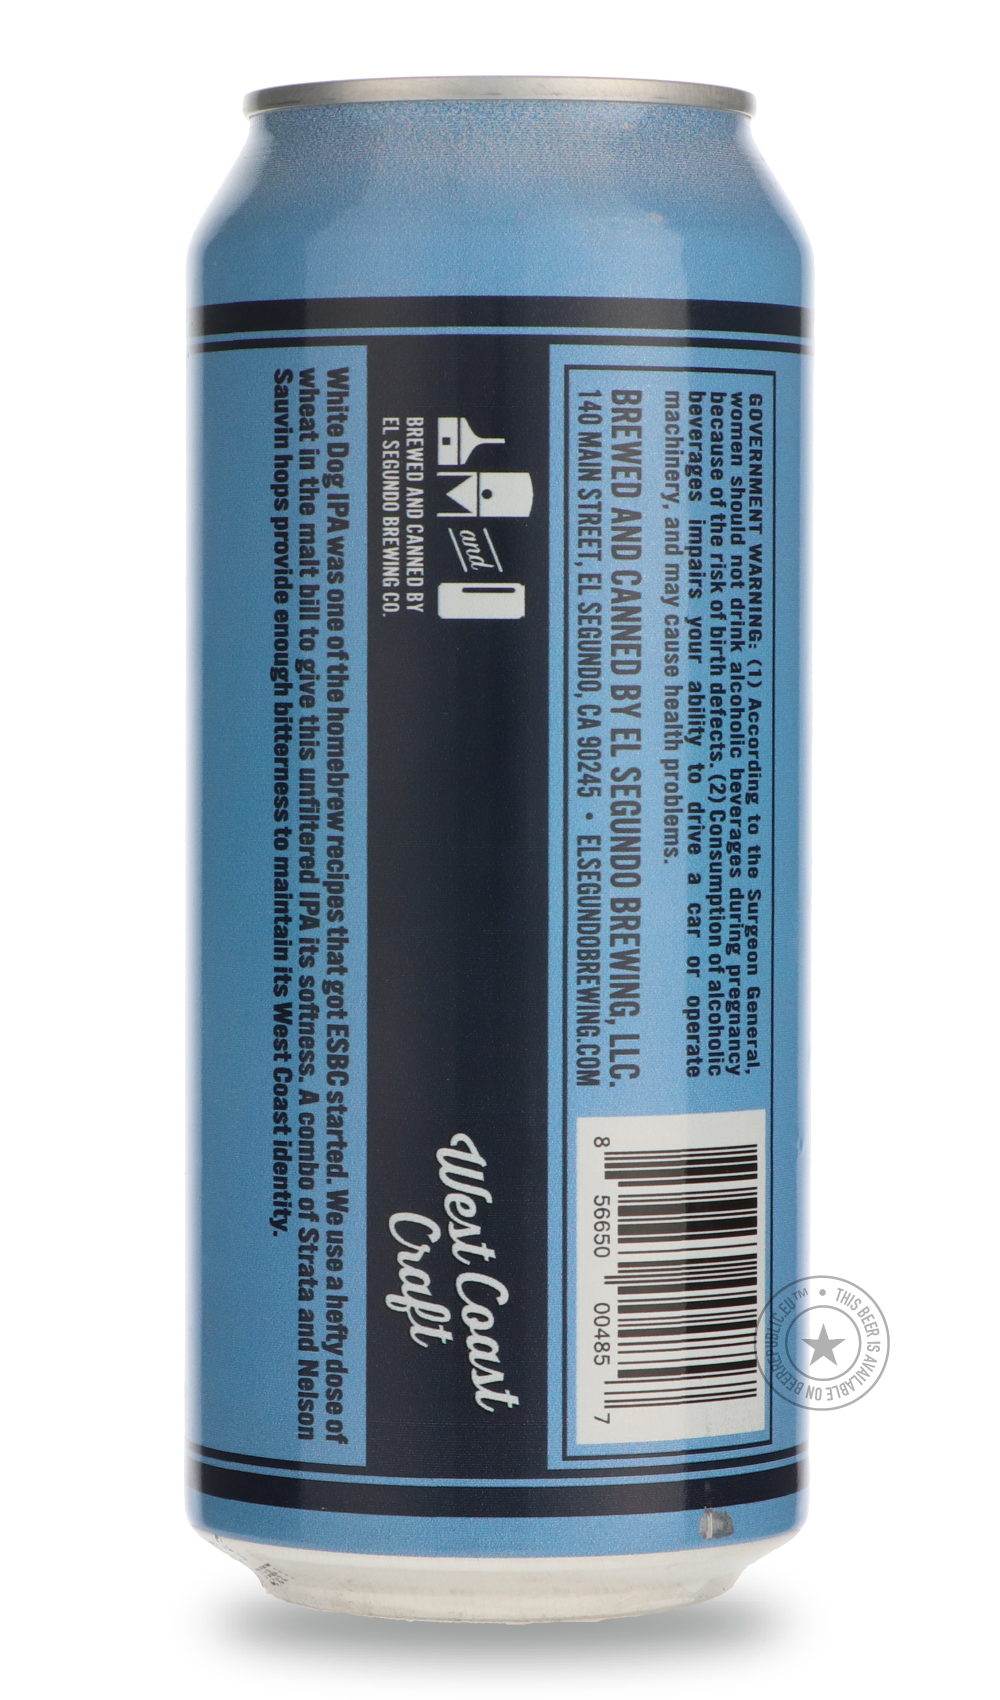 GOVERNMENT WARNING: (1) According to the Surgeon General,
women should not drink alcoholic beverages during pregnancy
because of the risk of birth defects. (2) Consumption of alcoholic
beverages impairs your ability to drive a car or operate
machinery, and may cause health problems.
BREWED AND CANNED BY EL SEGUNDO BREWING, LLC.
140 MAIN STREET, EL SEGUNDO, CA 90245 • ELSEGUNDOBREWING.COM
8 56650 00485 7
and
BREWED AND CANNED BY
EL SEGUNDO BREWING CO.
West Coast
Craft
White Dog IPA was one of the homebrew recipes that got ESBC started. We use a hefty dose of
wheat in the malt bill to give this unfiltered IPA its softness. A combo of Strata and Nelson
Sauvin hops provide enough bitterness to maintain its West Coast identity.
THIS BEER IS AVAILABLE ON BEERREPUBLIC.EU™ •